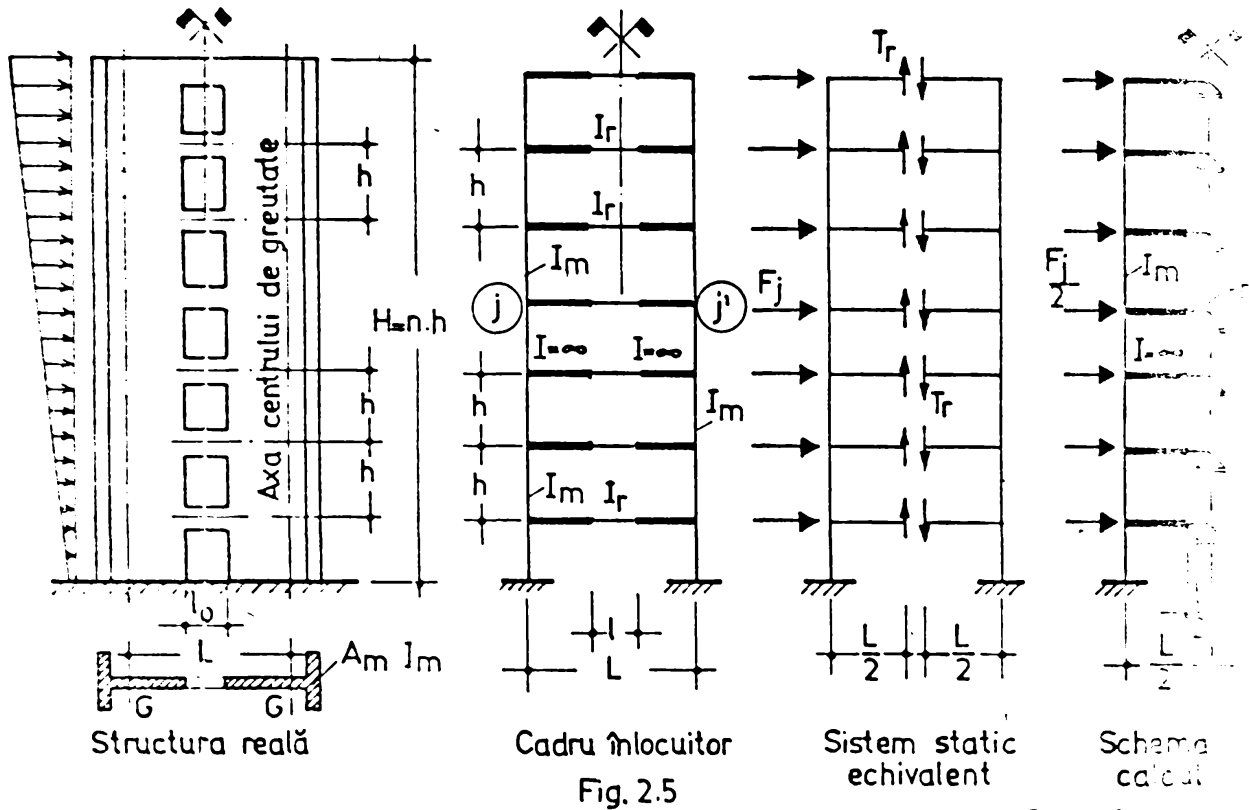 Axa centrului de greutate
h
h
h
H=n.h
l₀
L
Aₘ Iₘ
G
G
Structura reală
Iᵣ
Iᵣ
h
Iₘ
j
j'
I=∞
I=∞
h
h
Iₘ
Iₘ
Iᵣ
l
L
Cadru înlocuitor
Fig. 2.5
Tᵣ
Fⱼ
Tᵣ
L/2
L/2
Sistem static
echivalent
Fⱼ/2
Iₘ
I=∞
L/2
Schema
calcul